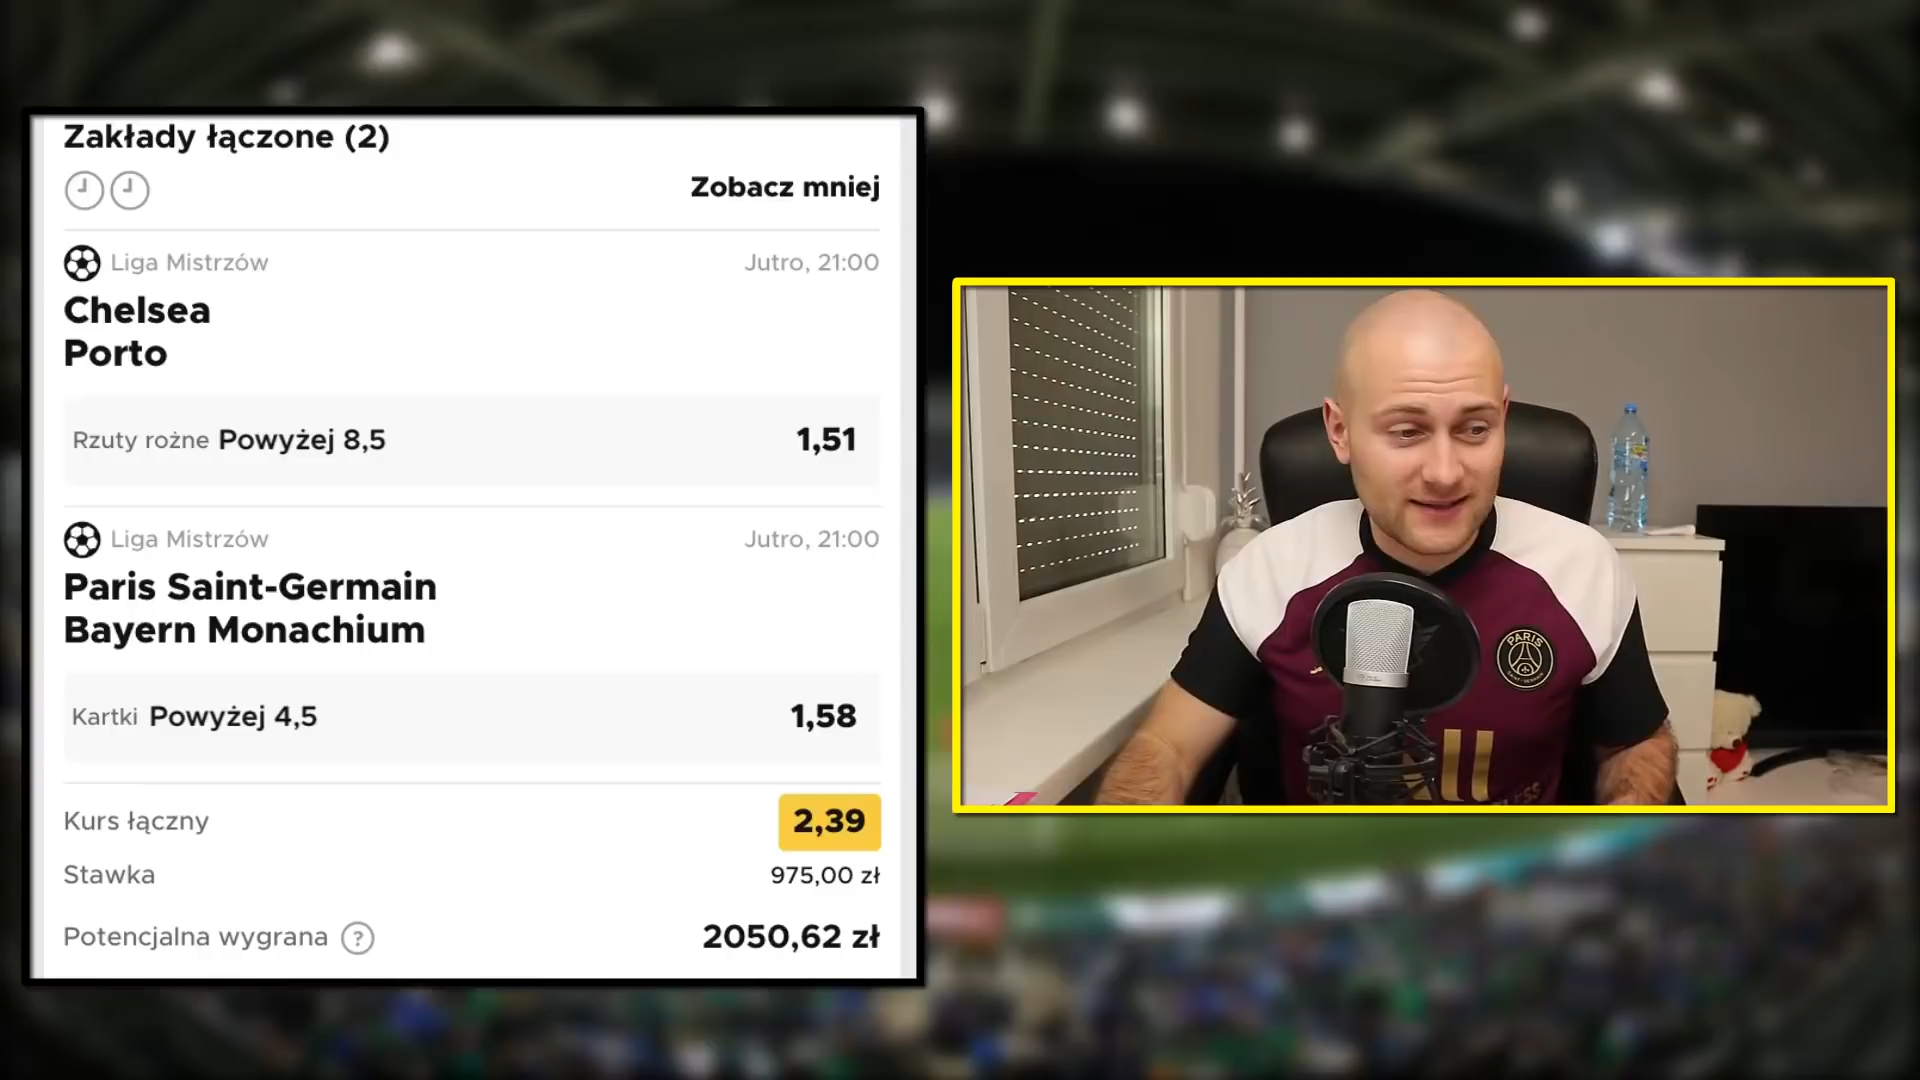 Zakłady łączone (2)
Zobacz mniej
Liga Mistrzów
Jutro, 21:00
Chelsea
Porto
Rzuty rożne Powyżej 8,5
1,51
Liga Mistrzów
Jutro, 21:00
Paris Saint-Germain
Bayern Monachium
Kartki Powyżej 4,5
1,58
Kurs łączny
2,39
Stawka
975,00 zł
Potencjalna wygrana ?
2050,62 zł
PARIS
SAINT-GERMAIN